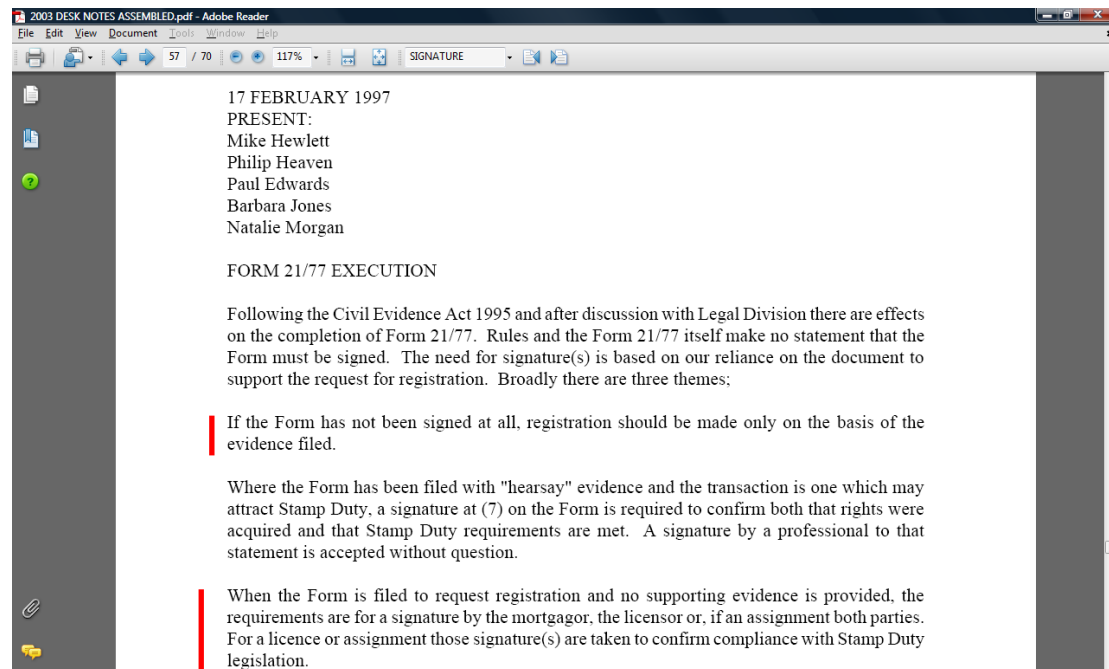 2003 DESK NOTES ASSEMBLED.pdf - Adobe Reader
File Edit View Document Tools Window Help
57 / 70 117% SIGNATURE
17 FEBRUARY 1997
PRESENT:
Mike Hewlett
Philip Heaven
Paul Edwards
Barbara Jones
Natalie Morgan
FORM 21/77 EXECUTION
Following the Civil Evidence Act 1995 and after discussion with Legal Division there are effects
on the completion of Form 21/77. Rules and the Form 21/77 itself make no statement that the
Form must be signed. The need for signature(s) is based on our reliance on the document to
support the request for registration. Broadly there are three themes;
If the Form has not been signed at all, registration should be made only on the basis of the
evidence filed.
Where the Form has been filed with "hearsay" evidence and the transaction is one which may
attract Stamp Duty, a signature at (7) on the Form is required to confirm both that rights were
acquired and that Stamp Duty requirements are met. A signature by a professional to that
statement is accepted without question.
When the Form is filed to request registration and no supporting evidence is provided, the
requirements are for a signature by the mortgagor, the licensor or, if an assignment both parties.
For a licence or assignment those signature(s) are taken to confirm compliance with Stamp Duty
legislation.